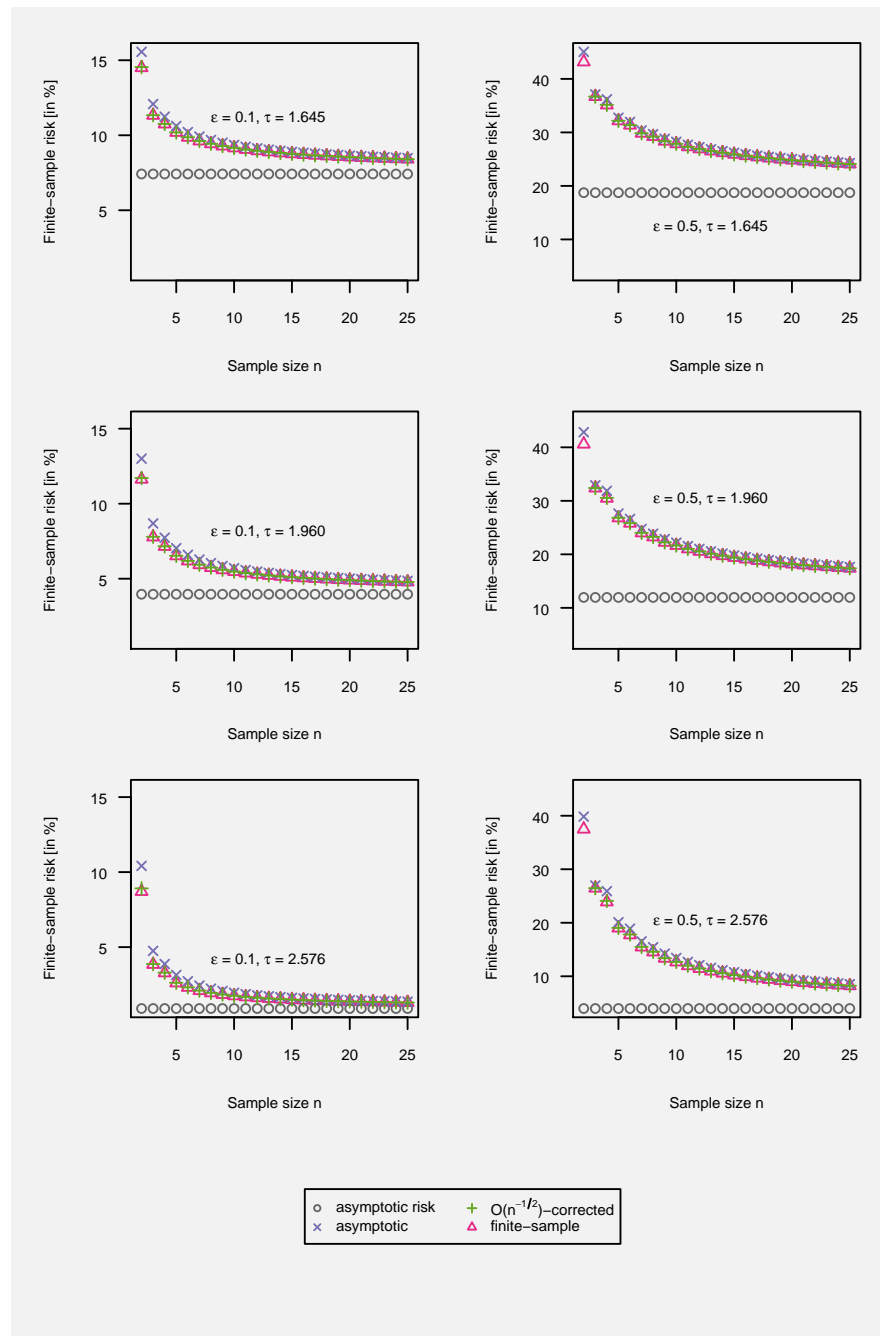 Finite−sample risk [in %]
15
10
5
ε = 0.1, τ = 1.645
5 10 15 20 25
Sample size n
Finite−sample risk [in %]
40
30
20
10
ε = 0.5, τ = 1.645
5 10 15 20 25
Sample size n
Finite−sample risk [in %]
15
10
5
ε = 0.1, τ = 1.960
5 10 15 20 25
Sample size n
Finite−sample risk [in %]
40
30
20
10
ε = 0.5, τ = 1.960
5 10 15 20 25
Sample size n
Finite−sample risk [in %]
15
10
5
ε = 0.1, τ = 2.576
5 10 15 20 25
Sample size n
Finite−sample risk [in %]
40
30
20
10
ε = 0.5, τ = 2.576
5 10 15 20 25
Sample size n
asymptotic risk
asymptotic
O(n⁻¹/²)−corrected
finite−sample